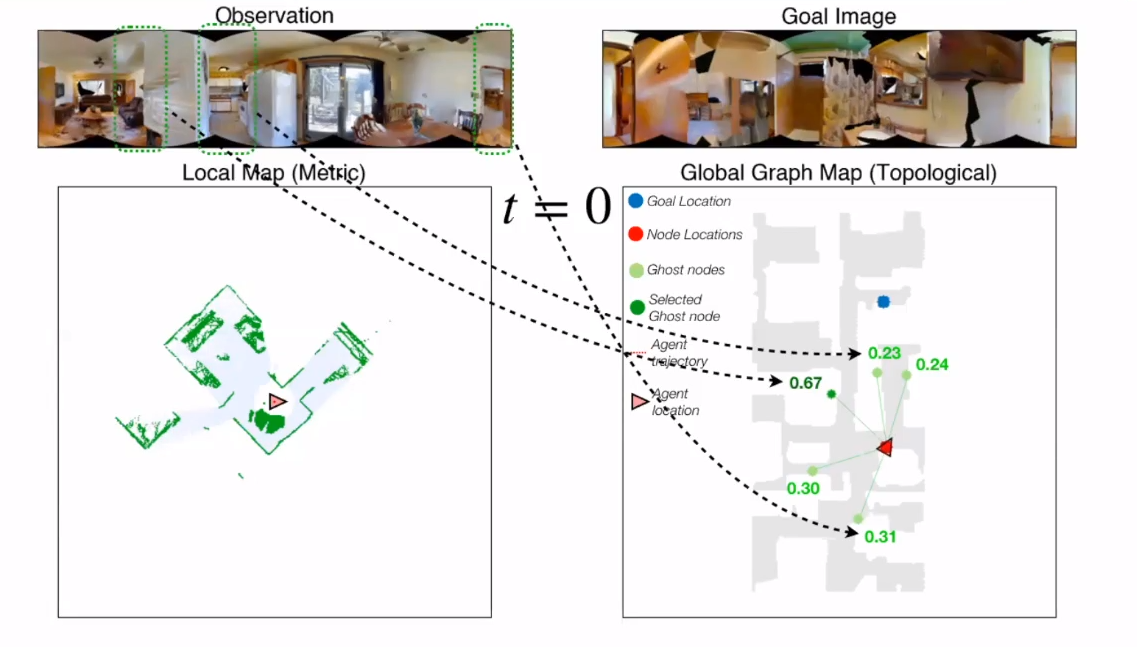 Observation
Goal Image
Local Map (Metric)
t = 0
Global Graph Map (Topological)
Goal Location
Node Locations
Ghost nodes
Selected
Ghost node
Agent
trajectory
Agent
location
0.23
0.24
0.67
0.30
0.31